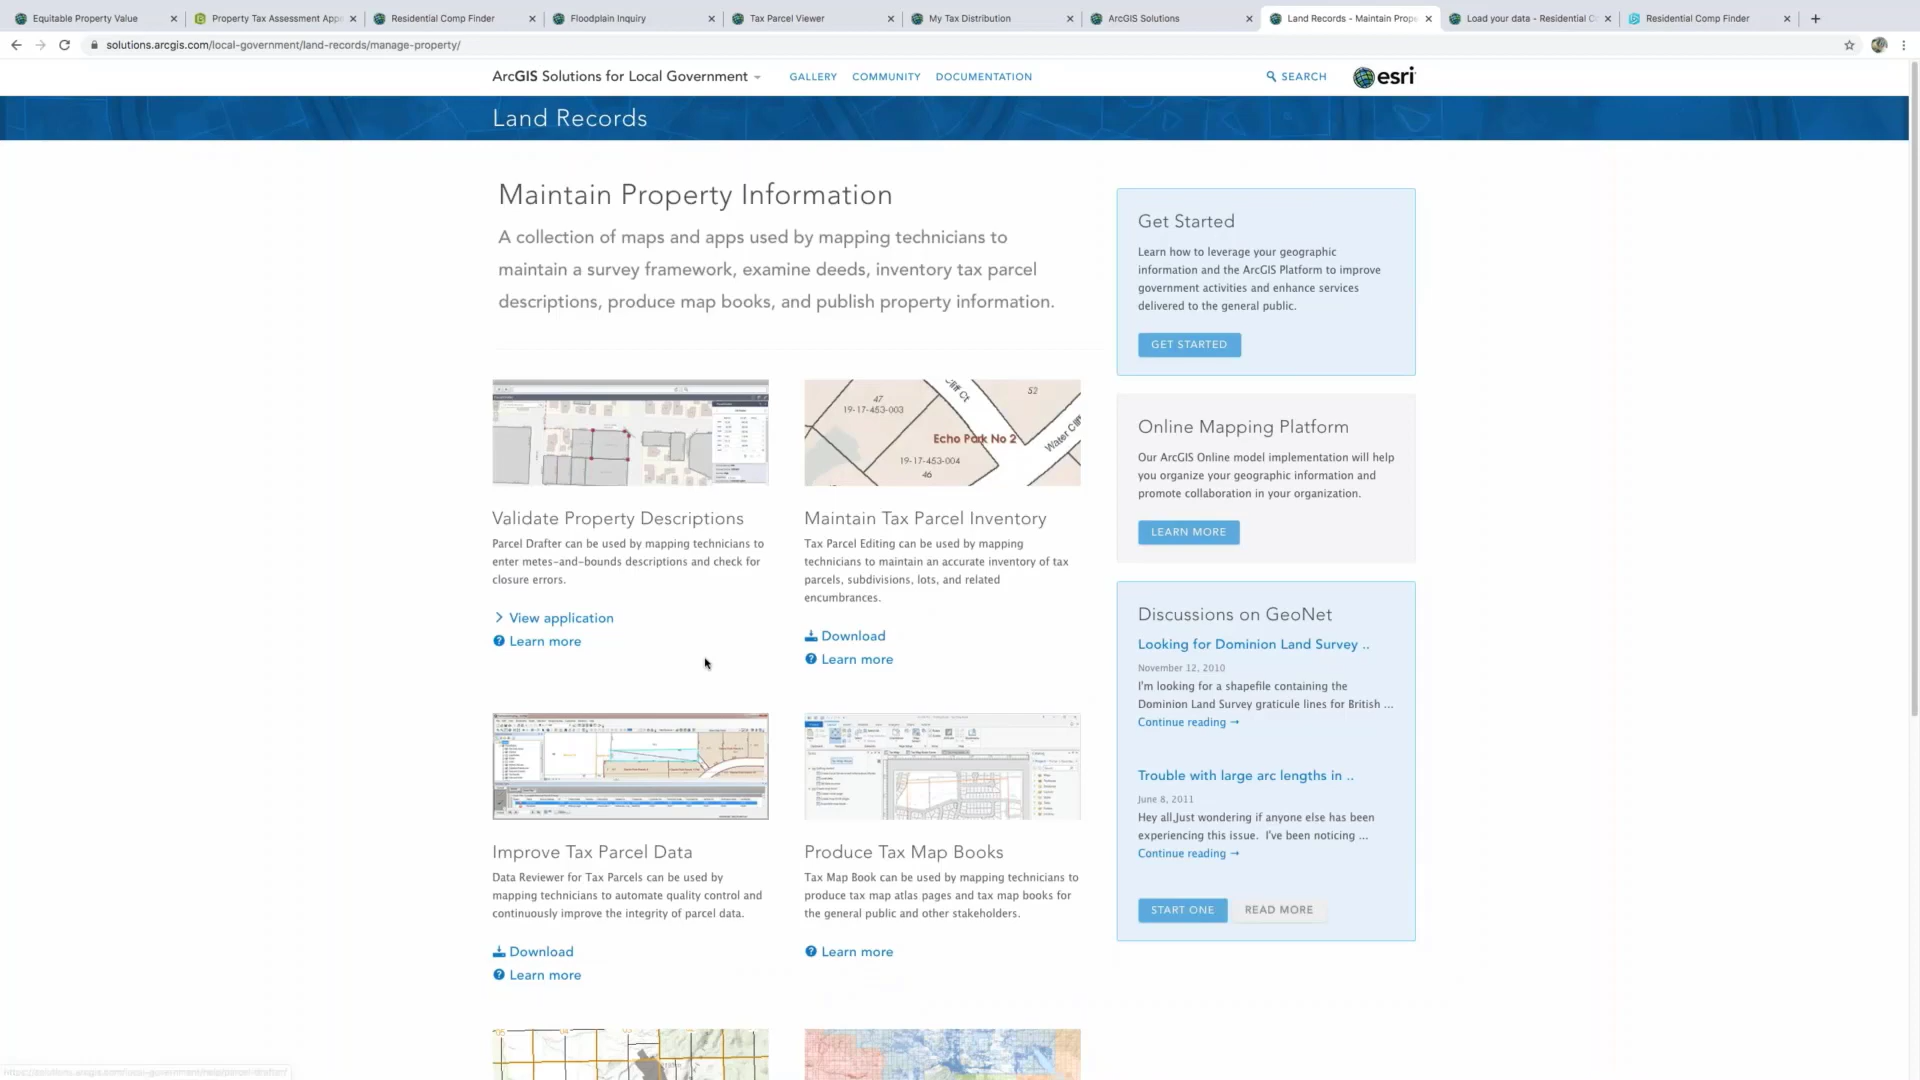 Equitable Property Value
Property Tax Assessment Appe
Residential Comp Finder
Floodplain Inquiry
Tax Parcel Viewer
My Tax Distribution
ArcGIS Solutions
Land Records - Maintain Prope
Load your data - Residential C
Residential Comp Finder
solutions.arcgis.com/local-government/land-records/manage-property/
ArcGIS Solutions for Local Government
GALLERY
COMMUNITY
DOCUMENTATION
SEARCH
esri
Land Records
Maintain Property Information
A collection of maps and apps used by mapping technicians to
maintain a survey framework, examine deeds, inventory tax parcel
descriptions, produce map books, and publish property information.
47
19-17-453-003
Cliff Ct
52
Echo Park No 2
19-17-453-004
46
Validate Property Descriptions
Parcel Drafter can be used by mapping technicians to
enter metes-and-bounds descriptions and check for
closure errors.
View application
Learn more
Maintain Tax Parcel Inventory
Tax Parcel Editing can be used by mapping
technicians to maintain an accurate inventory of tax
parcels, subdivisions, lots, and related
encumbrances.
Download
Learn more
Improve Tax Parcel Data
Data Reviewer for Tax Parcels can be used by
mapping technicians to automate quality control and
continuously improve the integrity of parcel data.
Download
Learn more
Produce Tax Map Books
Tax Map Book can be used by mapping technicians to
produce tax map atlas pages and tax map books for
the general public and other stakeholders.
Learn more
Get Started
Learn how to leverage your geographic
information and the ArcGIS Platform to improve
government activities and enhance services
delivered to the general public.
GET STARTED
Online Mapping Platform
Our ArcGIS Online model implementation will help
you organize your geographic information and
promote collaboration in your organization.
LEARN MORE
Discussions on GeoNet
Looking for Dominion Land Survey ..
November 12, 2010
I'm looking for a shapefile containing the
Dominion Land Survey graticule lines for British ...
Continue reading →
Trouble with large arc lengths in ..
June 8, 2011
Hey all,Just wondering if anyone else has been
experiencing this issue.  I've been noticing ...
Continue reading →
START ONE
READ MORE
https://solutions.arcgis.com/local-government/help/parcel-drafter/